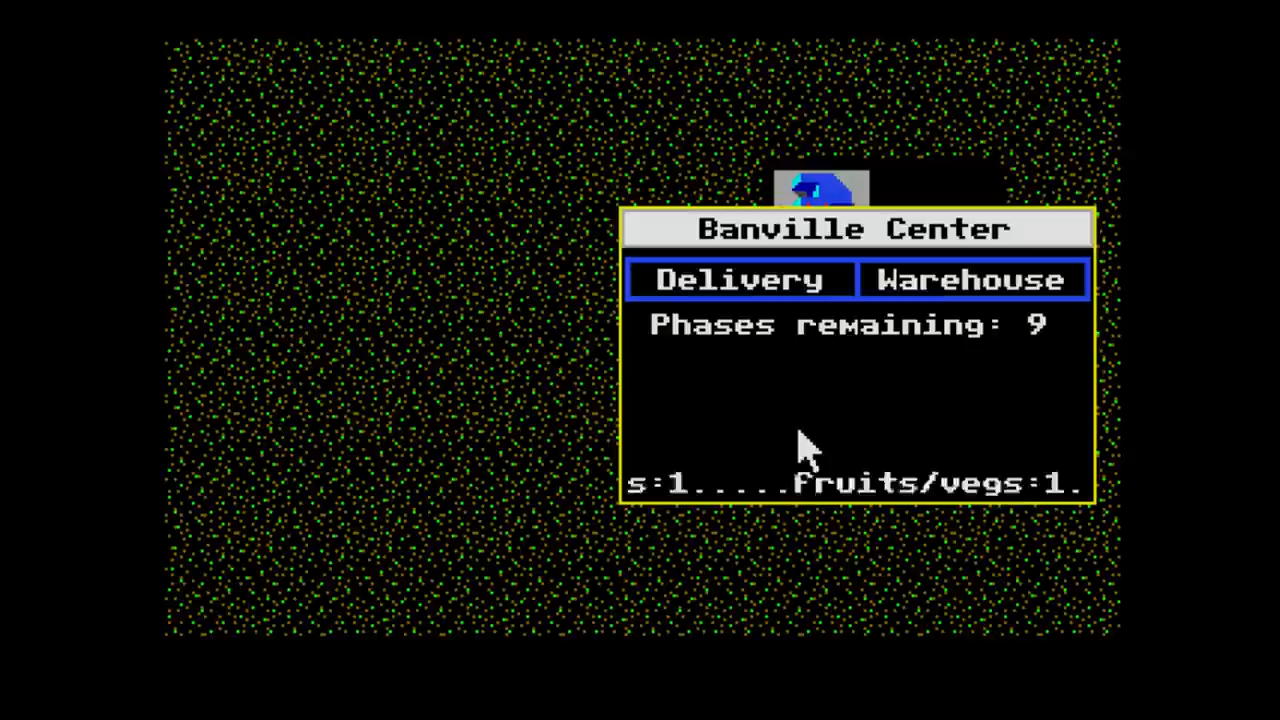 Banville Center
Delivery Warehouse
Phases remaining: 9
s:1.....fruits/vegs:1.